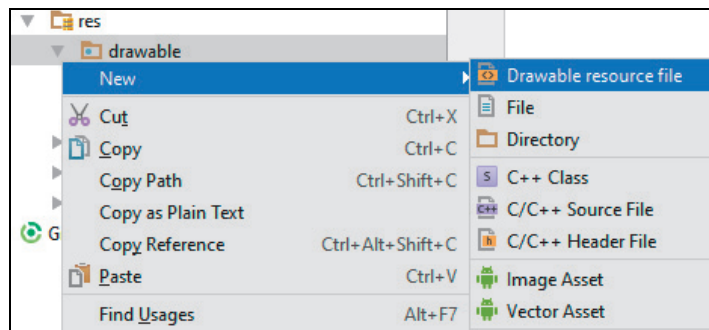 res
drawable
New
Cut Ctrl+X
Copy Ctrl+C
Copy Path Ctrl+Shift+C
Copy as Plain Text
Copy Reference Ctrl+Alt+Shift+C
Paste Ctrl+V
Find Usages Alt+F7
G
Drawable resource file
File
Directory
S C++ Class
C++ C/C++ Source File
h C/C++ Header File
Image Asset
Vector Asset